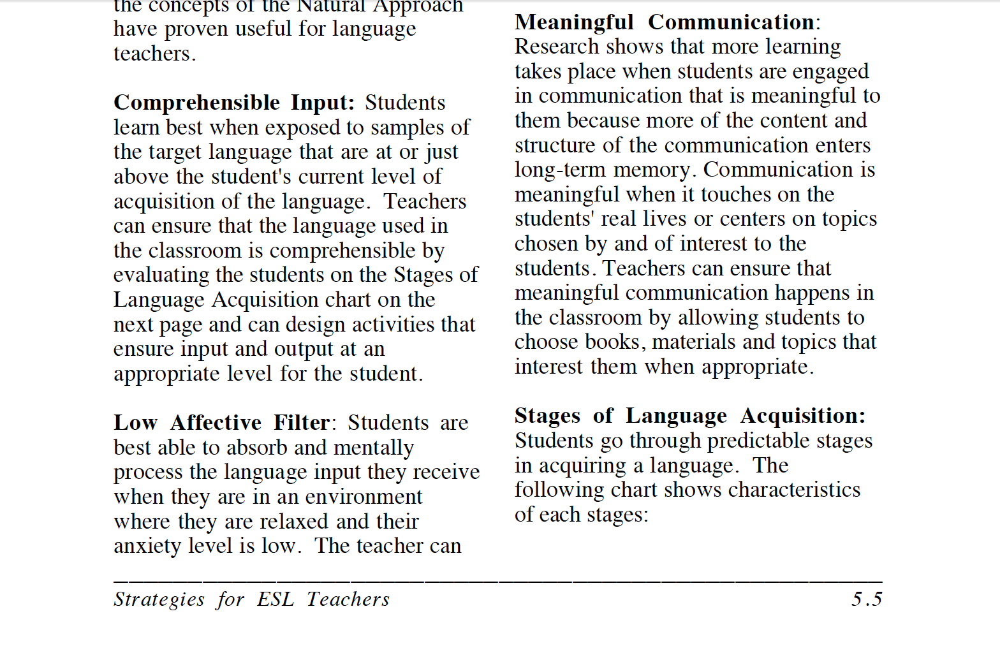 the concepts of the Natural Approach
have proven useful for language
teachers.
Comprehensible Input: Students
learn best when exposed to samples of
the target language that are at or just
above the student's current level of
acquisition of the language.  Teachers
can ensure that the language used in
the classroom is comprehensible by
evaluating the students on the Stages of
Language Acquisition chart on the
next page and can design activities that
ensure input and output at an
appropriate level for the student.
Low Affective Filter: Students are
best able to absorb and mentally
process the language input they receive
when they are in an environment
where they are relaxed and their
anxiety level is low.  The teacher can
Meaningful Communication:
Research shows that more learning
takes place when students are engaged
in communication that is meaningful to
them because more of the content and
structure of the communication enters
long-term memory. Communication is
meaningful when it touches on the
students' real lives or centers on topics
chosen by and of interest to the
students. Teachers can ensure that
meaningful communication happens in
the classroom by allowing students to
choose books, materials and topics that
interest them when appropriate.
Stages of Language Acquisition:
Students go through predictable stages
in acquiring a language.  The
following chart shows characteristics
of each stages:
Strategies for ESL Teachers 5.5